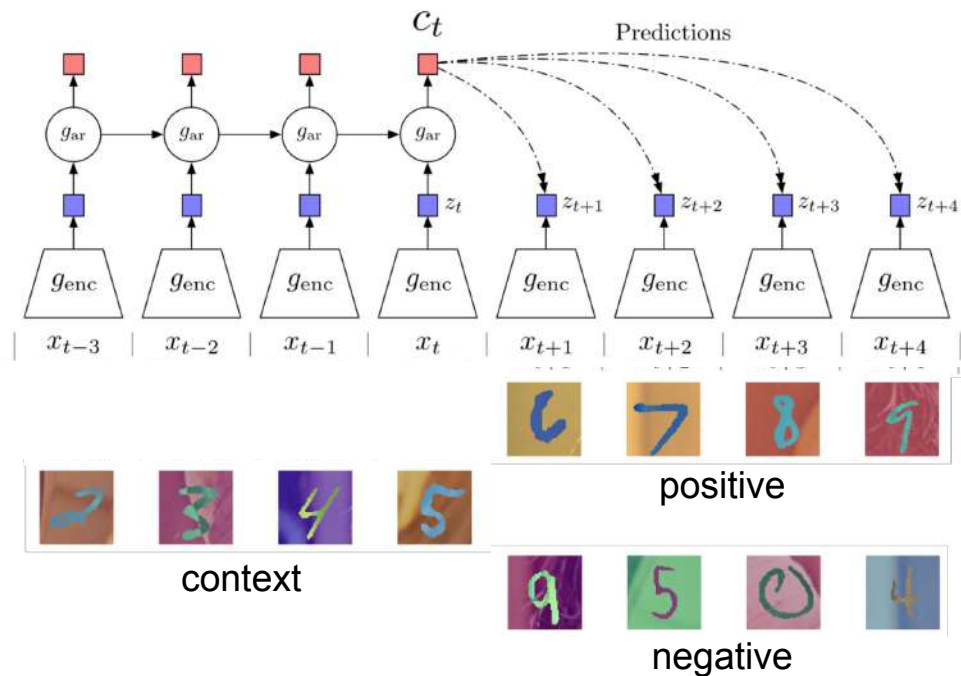 c_t
Predictions
g_ar g_ar g_ar g_ar
z_t z_{t+1} z_{t+2} z_{t+3} z_{t+4}
g_enc g_enc g_enc g_enc g_enc g_enc g_enc g_enc
x_{t-3} x_{t-2} x_{t-1} x_t x_{t+1} x_{t+2} x_{t+3} x_{t+4}
6 7 8 9
positive
2 3 4 5
context
9 5 0 4
negative